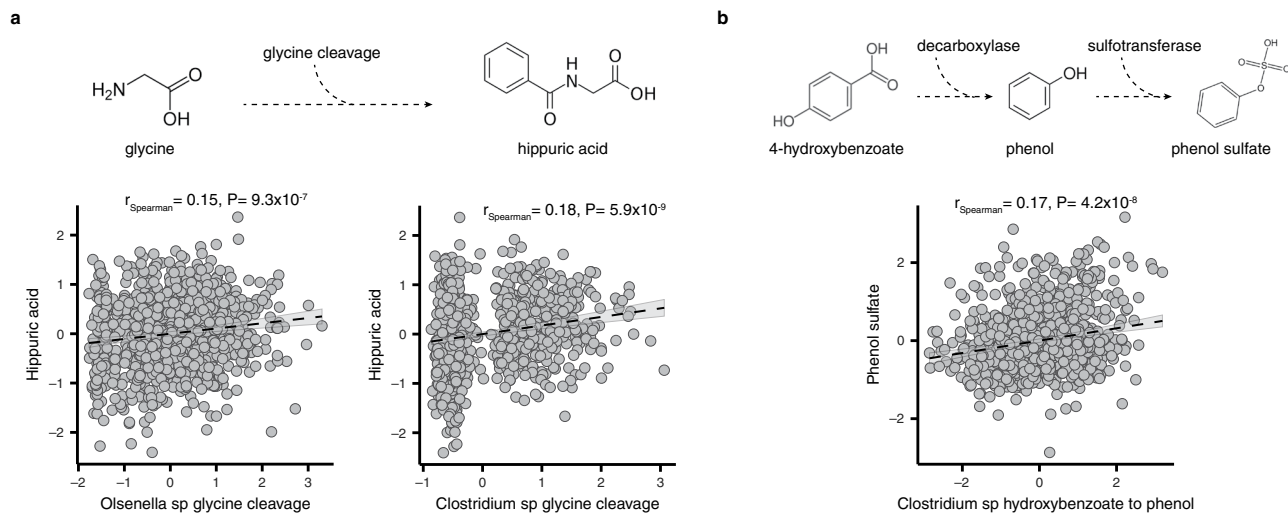 a
glycine cleavage
H₂N
O
OH
H
N
O
O
OH
glycine
hippuric acid
rSpearman= 0.15, P= 9.3x10⁻⁷
Hippuric acid
2
1
0
−1
−2
−2
−1
0
1
2
3
Olsenella sp glycine cleavage
rSpearman= 0.18, P= 5.9x10⁻⁹
Hippuric acid
2
1
0
−1
−2
−1
0
1
2
3
Clostridium sp glycine cleavage
b
decarboxylase
sulfotransferase
OH
O
HO
OH
OH
O
S
O
O
4-hydroxybenzoate
phenol
phenol sulfate
rSpearman= 0.17, P= 4.2x10⁻⁸
Phenol sulfate
2
0
−2
−2
0
2
Clostridium sp hydroxybenzoate to phenol